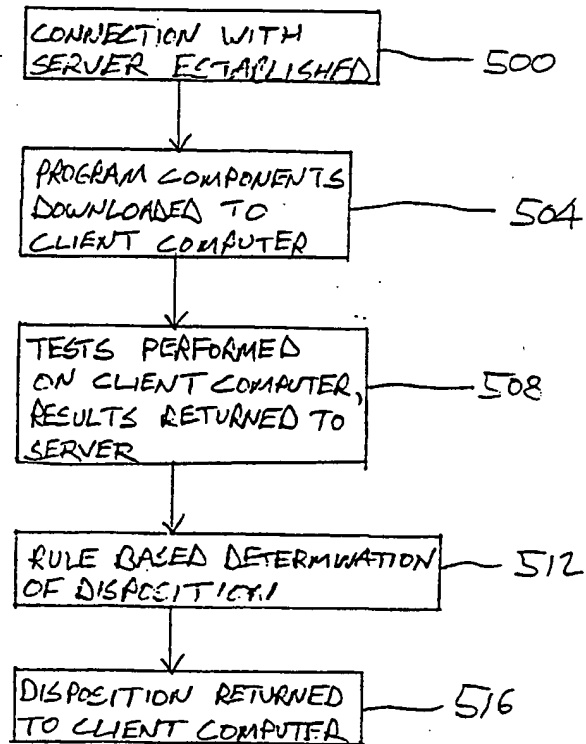 CONNECTION WITH
SERVER ESTABLISHED
500
PROGRAM COMPONENTS
DOWNLOADED TO
CLIENT COMPUTER
504
TESTS PERFORMED
ON CLIENT COMPUTER,
RESULTS RETURNED TO
SERVER
508
RULE BASED DETERMINATION
OF DISPOSITION
512
DISPOSITION RETURNED
TO CLIENT COMPUTER
516